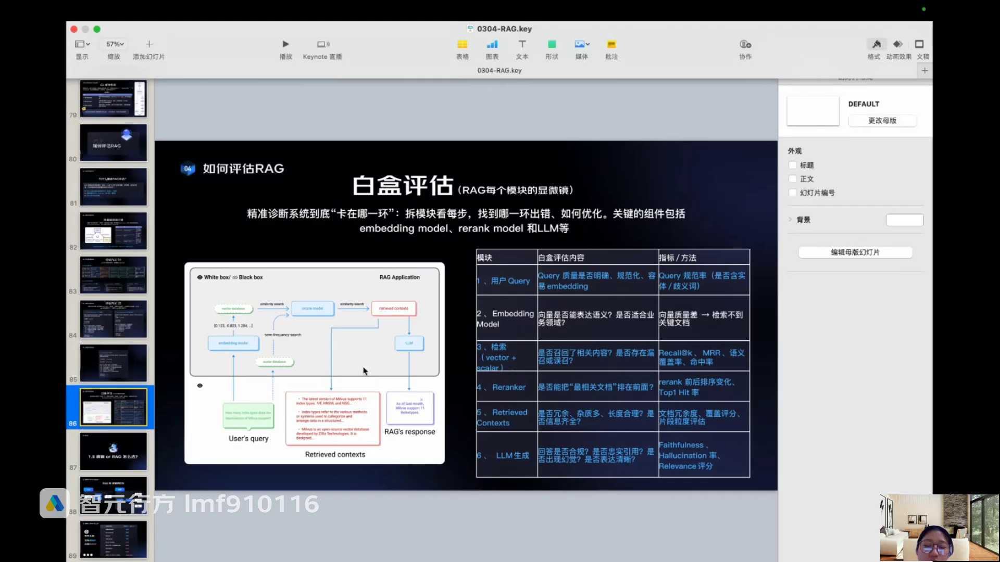 0304-RAG.key
57%
显示
缩放
添加幻灯片
播放
Keynote 直播
表格
图表
文本
形状
媒体
批注
协作
格式
动画效果
文稿
0304-RAG.key
79
80
如何评估RAG
81
82
83
84
85
86
87
1.5 微调 or RAG 怎么选?
88
89
04 如何评估RAG
白盒评估（RAG每个模块的显微镜）
精准诊断系统到底“卡在哪一环”：拆模块看每步，找到哪一环出错、如何优化。关键的组件包括
embedding model、rerank model 和LLM等
White box/ Black box
RAG Application
vector database
similarity search
rerank model
similarity search
retrieved contexts
[0.123, -0.823, 1.284, ...]
term frequency search
embedding model
LLM
scalar database
How many index types does the
User's query
• The latest version of Milvus supports 11
index types: IVF, HNSW, and NSG...
• Index types refer to the various methods
or systems used to categorize and
arrange data in a structured...
• Milvus is an open-source vector database
developed by Zilliz Technologies. It is
designed...
Retrieved contexts
As of last month,
Milvus support 11
indextypes
RAG's response
模块
白盒评估内容
指标 / 方法
1 、用户 Query
Query 质量是否明确、规范化、容
易 embedding
Query 规范率（是否含实
体 / 歧义词）
2 、Embedding
Model
向量是否能表达语义？是否适合业
务领域？
向量质量差 → 检索不到
关键文档
3 、检索
（vector +
scalar）
是否召回了相关内容？是否存在漏
召或误召？
Recall@k 、MRR 、语义
覆盖率、命中率
4 、Reranker
是否能把“最相关文档”排在前面？
rerank 前后排序变化、
Top1 Hit 率
5 、Retrieved
Contexts
是否冗余、杂质多、长度合理？是
否信息齐全？
文档冗余度、覆盖评分、
片段粒度评估
6 、 LLM 生成
回答是否合规？是否忠实引用？是
否出现幻觉？是否表达清晰？
Faithfulness 、
Hallucination 率、
Relevance 评分
DEFAULT
更改母版
外观
标题
正文
幻灯片编号
背景
编辑母版幻灯片
智元行方 lmf910116